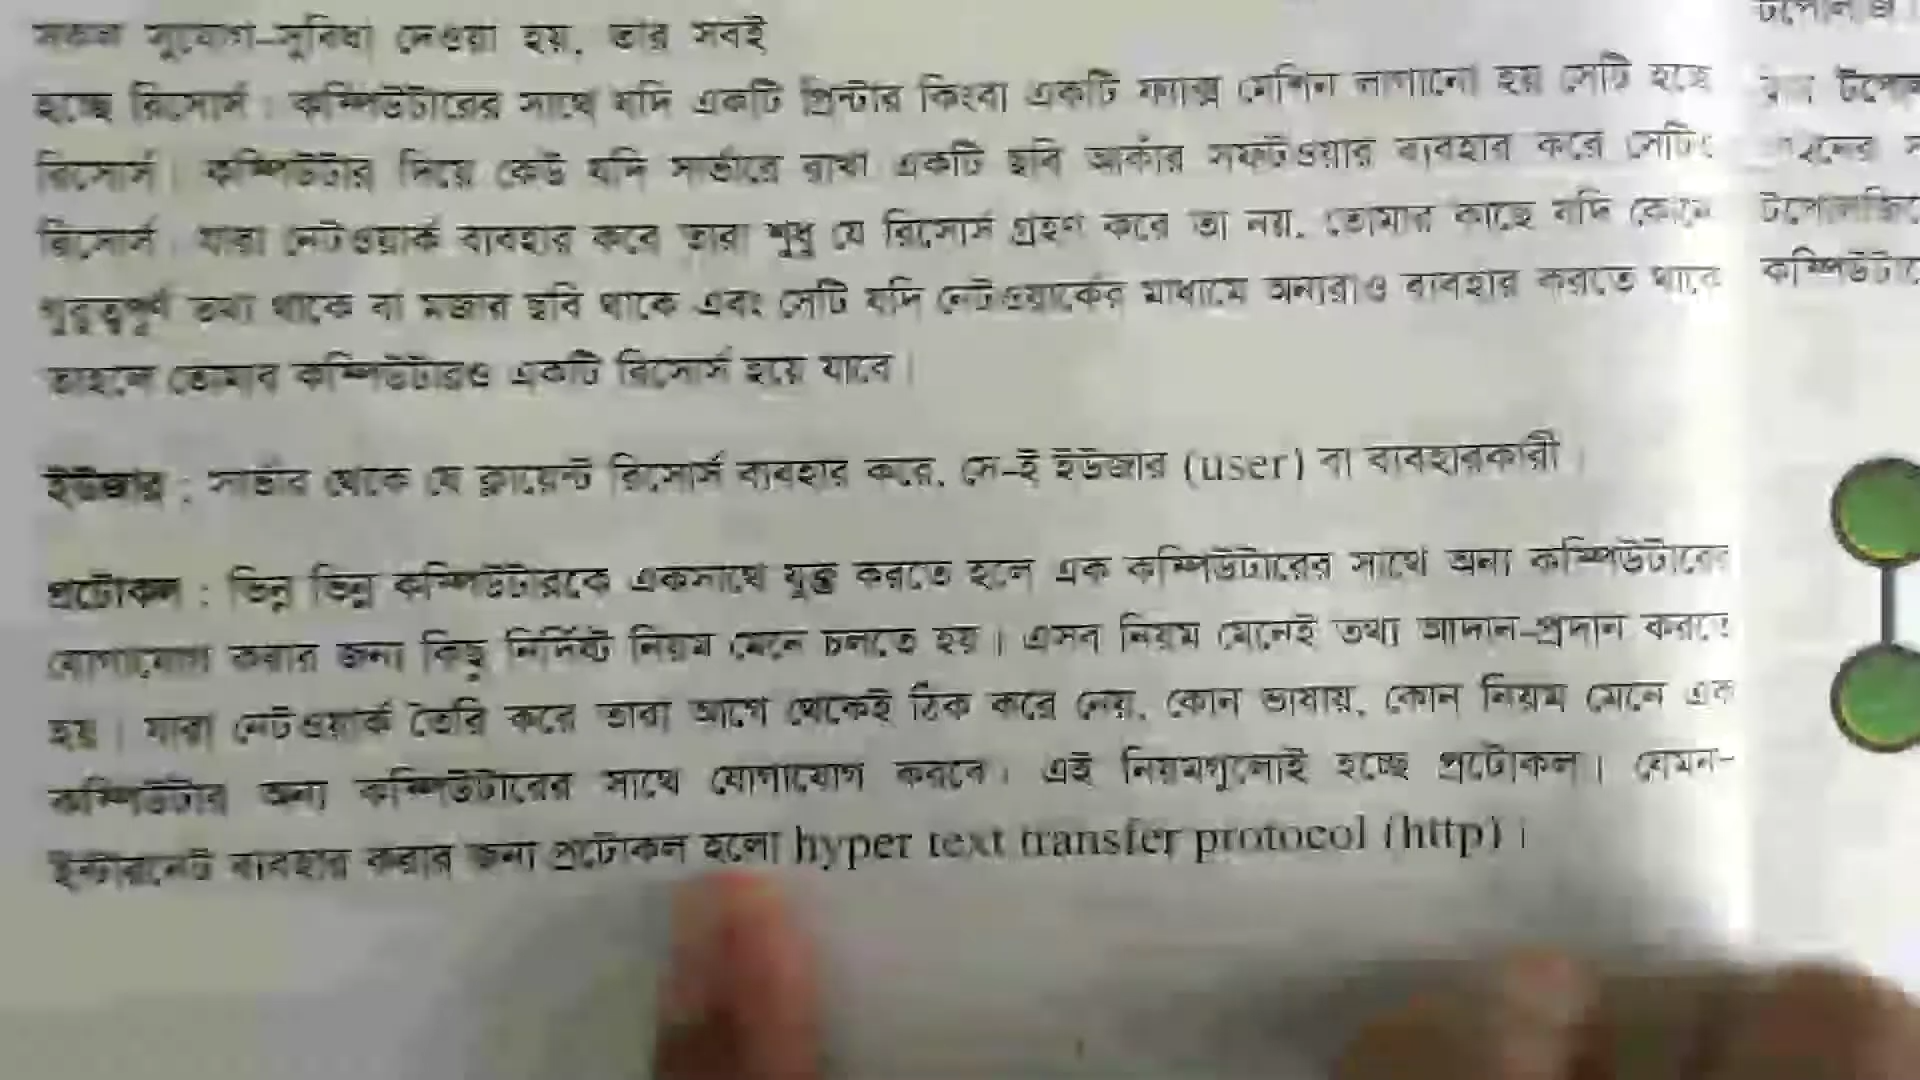 সকল সুযোগ-সুবিধা দেওয়া হয়, তার সবই
হচ্ছে রিসোর্স। কম্পিউটারের সাথে যদি একটি প্রিন্টার কিংবা একটি ফ্যাক্স মেশিন লাগানো হয় সেটি হচ্ছে
রিসোর্স। কম্পিউটার দিয়ে কেউ যদি সার্ভারে রাখা একটি ছবি আঁকার সফটওয়্যার ব্যবহার করে সেটিও
রিসোর্স। যারা নেটওয়ার্ক ব্যবহার করে তারা শুধু যে রিসোর্স গ্রহণ করে তা নয়, তোমার কাছে যদি কোনো
গুরুত্বপূর্ণ তথ্য থাকে বা মজার ছবি থাকে এবং সেটি যদি নেটওয়ার্কের মাধ্যমে অন্যরাও ব্যবহার করতে থাকে
তাহলে তোমার কম্পিউটারও একটি রিসোর্স হয়ে যাবে।
ইউজার : সার্ভার থেকে যে ক্লায়েন্ট রিসোর্স ব্যবহার করে, সে-ই ইউজার (user) বা ব্যবহারকারী।
প্রটোকল : ভিন্ন ভিন্ন কম্পিউটারকে একসাথে যুক্ত করতে হলে এক কম্পিউটারের সাথে অন্য কম্পিউটারের
যোগাযোগ করার জন্য কিছু নির্দিষ্ট নিয়ম মেনে চলতে হয়। এসব নিয়ম মেনেই তথ্য আদান-প্রদান করতে
হয়। যারা নেটওয়ার্ক তৈরি করে তারা আগে থেকেই ঠিক করে নেয়, কোন ভাষায়, কোন নিয়ম মেনে এক
কম্পিউটার অন্য কম্পিউটারের সাথে যোগাযোগ করবে। এই নিয়মগুলোই হচ্ছে প্রটোকল। যেমন-
ইন্টারনেট ব্যবহার করার জন্য প্রটোকল হলো hyper text transfer protocol (http)।